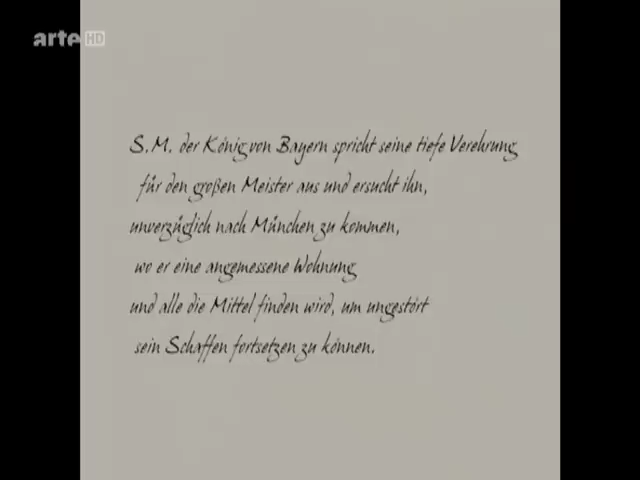 arte HD
S.M. der König von Bayern spricht seine tiefe Verehrung
für den großen Meister aus und ersucht ihn,
unverzüglich nach München zu kommen,
wo er eine angemessene Wohnung
und alle die Mittel finden wird, um ungestört
sein Schaffen fortsetzen zu können.